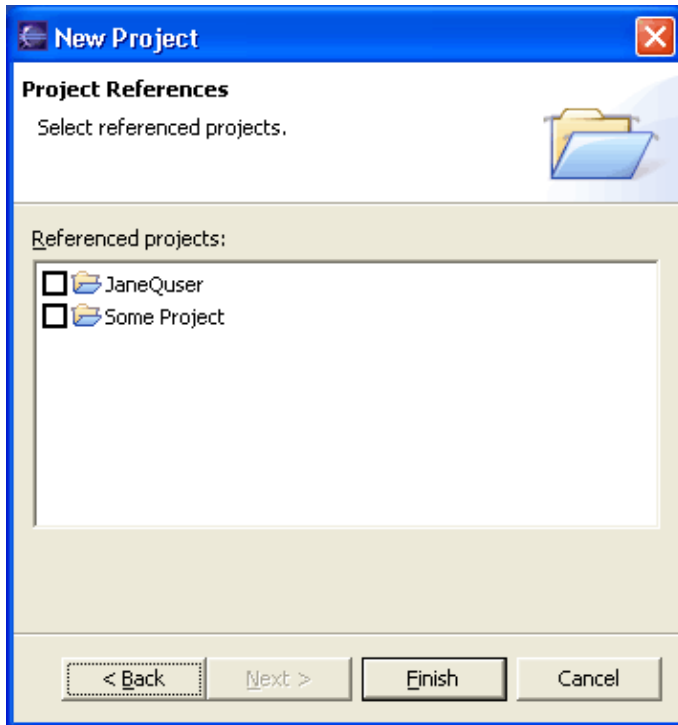 New Project
Project References
Select referenced projects.
Referenced projects:
JaneQuser
Some Project
< Back Next > Finish Cancel